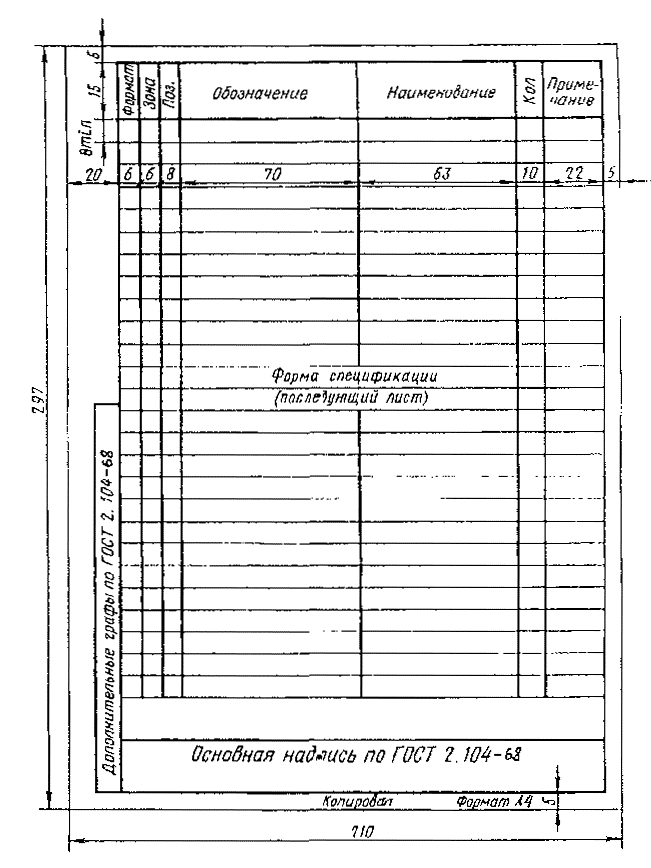 5
15
Формат
Зона
Поз.
Обозначение
Наименование
Кол
Приме-
чание
8min
20
6
6
8
70
63
10
22
5
297
Форма спецификации
(последующий лист)
Дополнительные графы по ГОСТ 2.104-68
Основная надпись по ГОСТ 2.104-68
Копировал
Формат А4
5
210